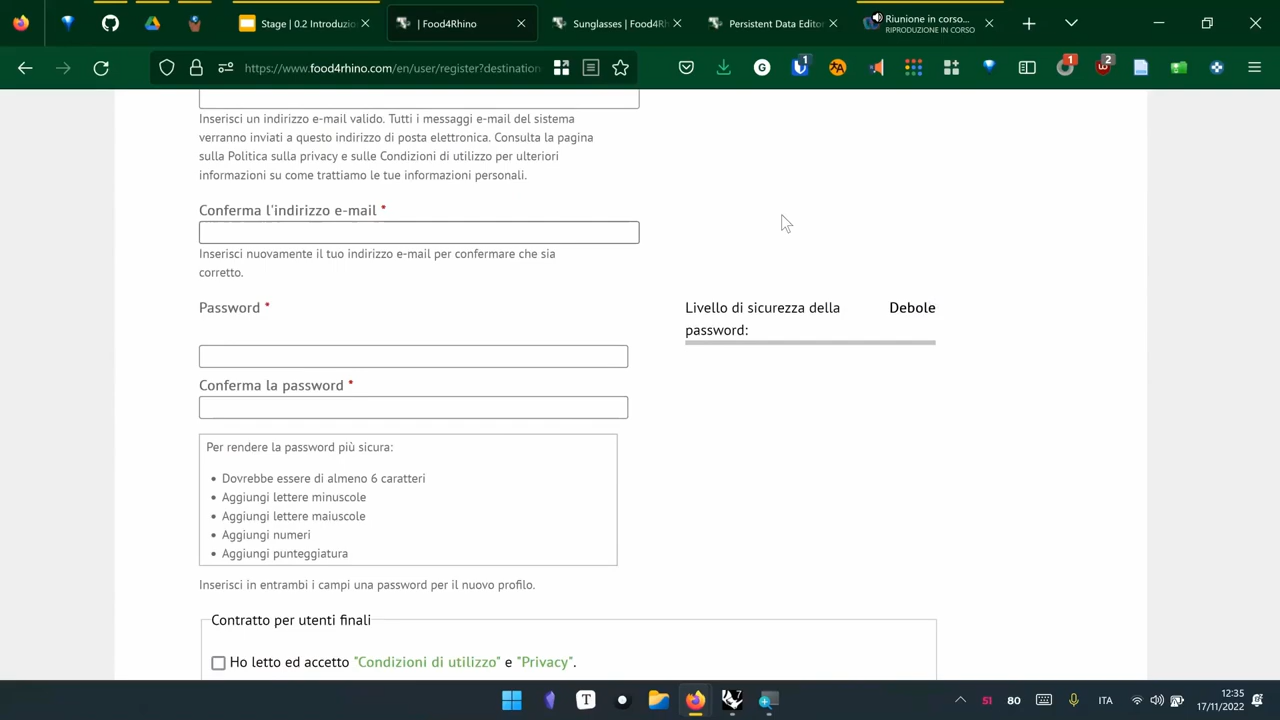 Stage | 0.2 Introduzio
| Food4Rhino
Sunglasses | Food4Rh
Persistent Data Editor
Riunione in corso...
RIPRODUZIONE IN CORSO
https://www.food4rhino.com/en/user/register?destination
1
1
2
Inserisci un indirizzo e-mail valido. Tutti i messaggi e-mail del sistema
verranno inviati a questo indirizzo di posta elettronica. Consulta la pagina
sulla Politica sulla privacy e sulle Condizioni di utilizzo per ulteriori
informazioni su come trattiamo le tue informazioni personali.
Conferma l'indirizzo e-mail *
Inserisci nuovamente il tuo indirizzo e-mail per confermare che sia
corretto.
Password *
Livello di sicurezza della
password:
Debole
Conferma la password *
Per rendere la password più sicura:
• Dovrebbe essere di almeno 6 caratteri
• Aggiungi lettere minuscole
• Aggiungi lettere maiuscole
• Aggiungi numeri
• Aggiungi punteggiatura
Inserisci in entrambi i campi una password per il nuovo profilo.
Contratto per utenti finali
Ho letto ed accetto "Condizioni di utilizzo" e "Privacy".
SI
80
ITA
12:35
17/11/2022